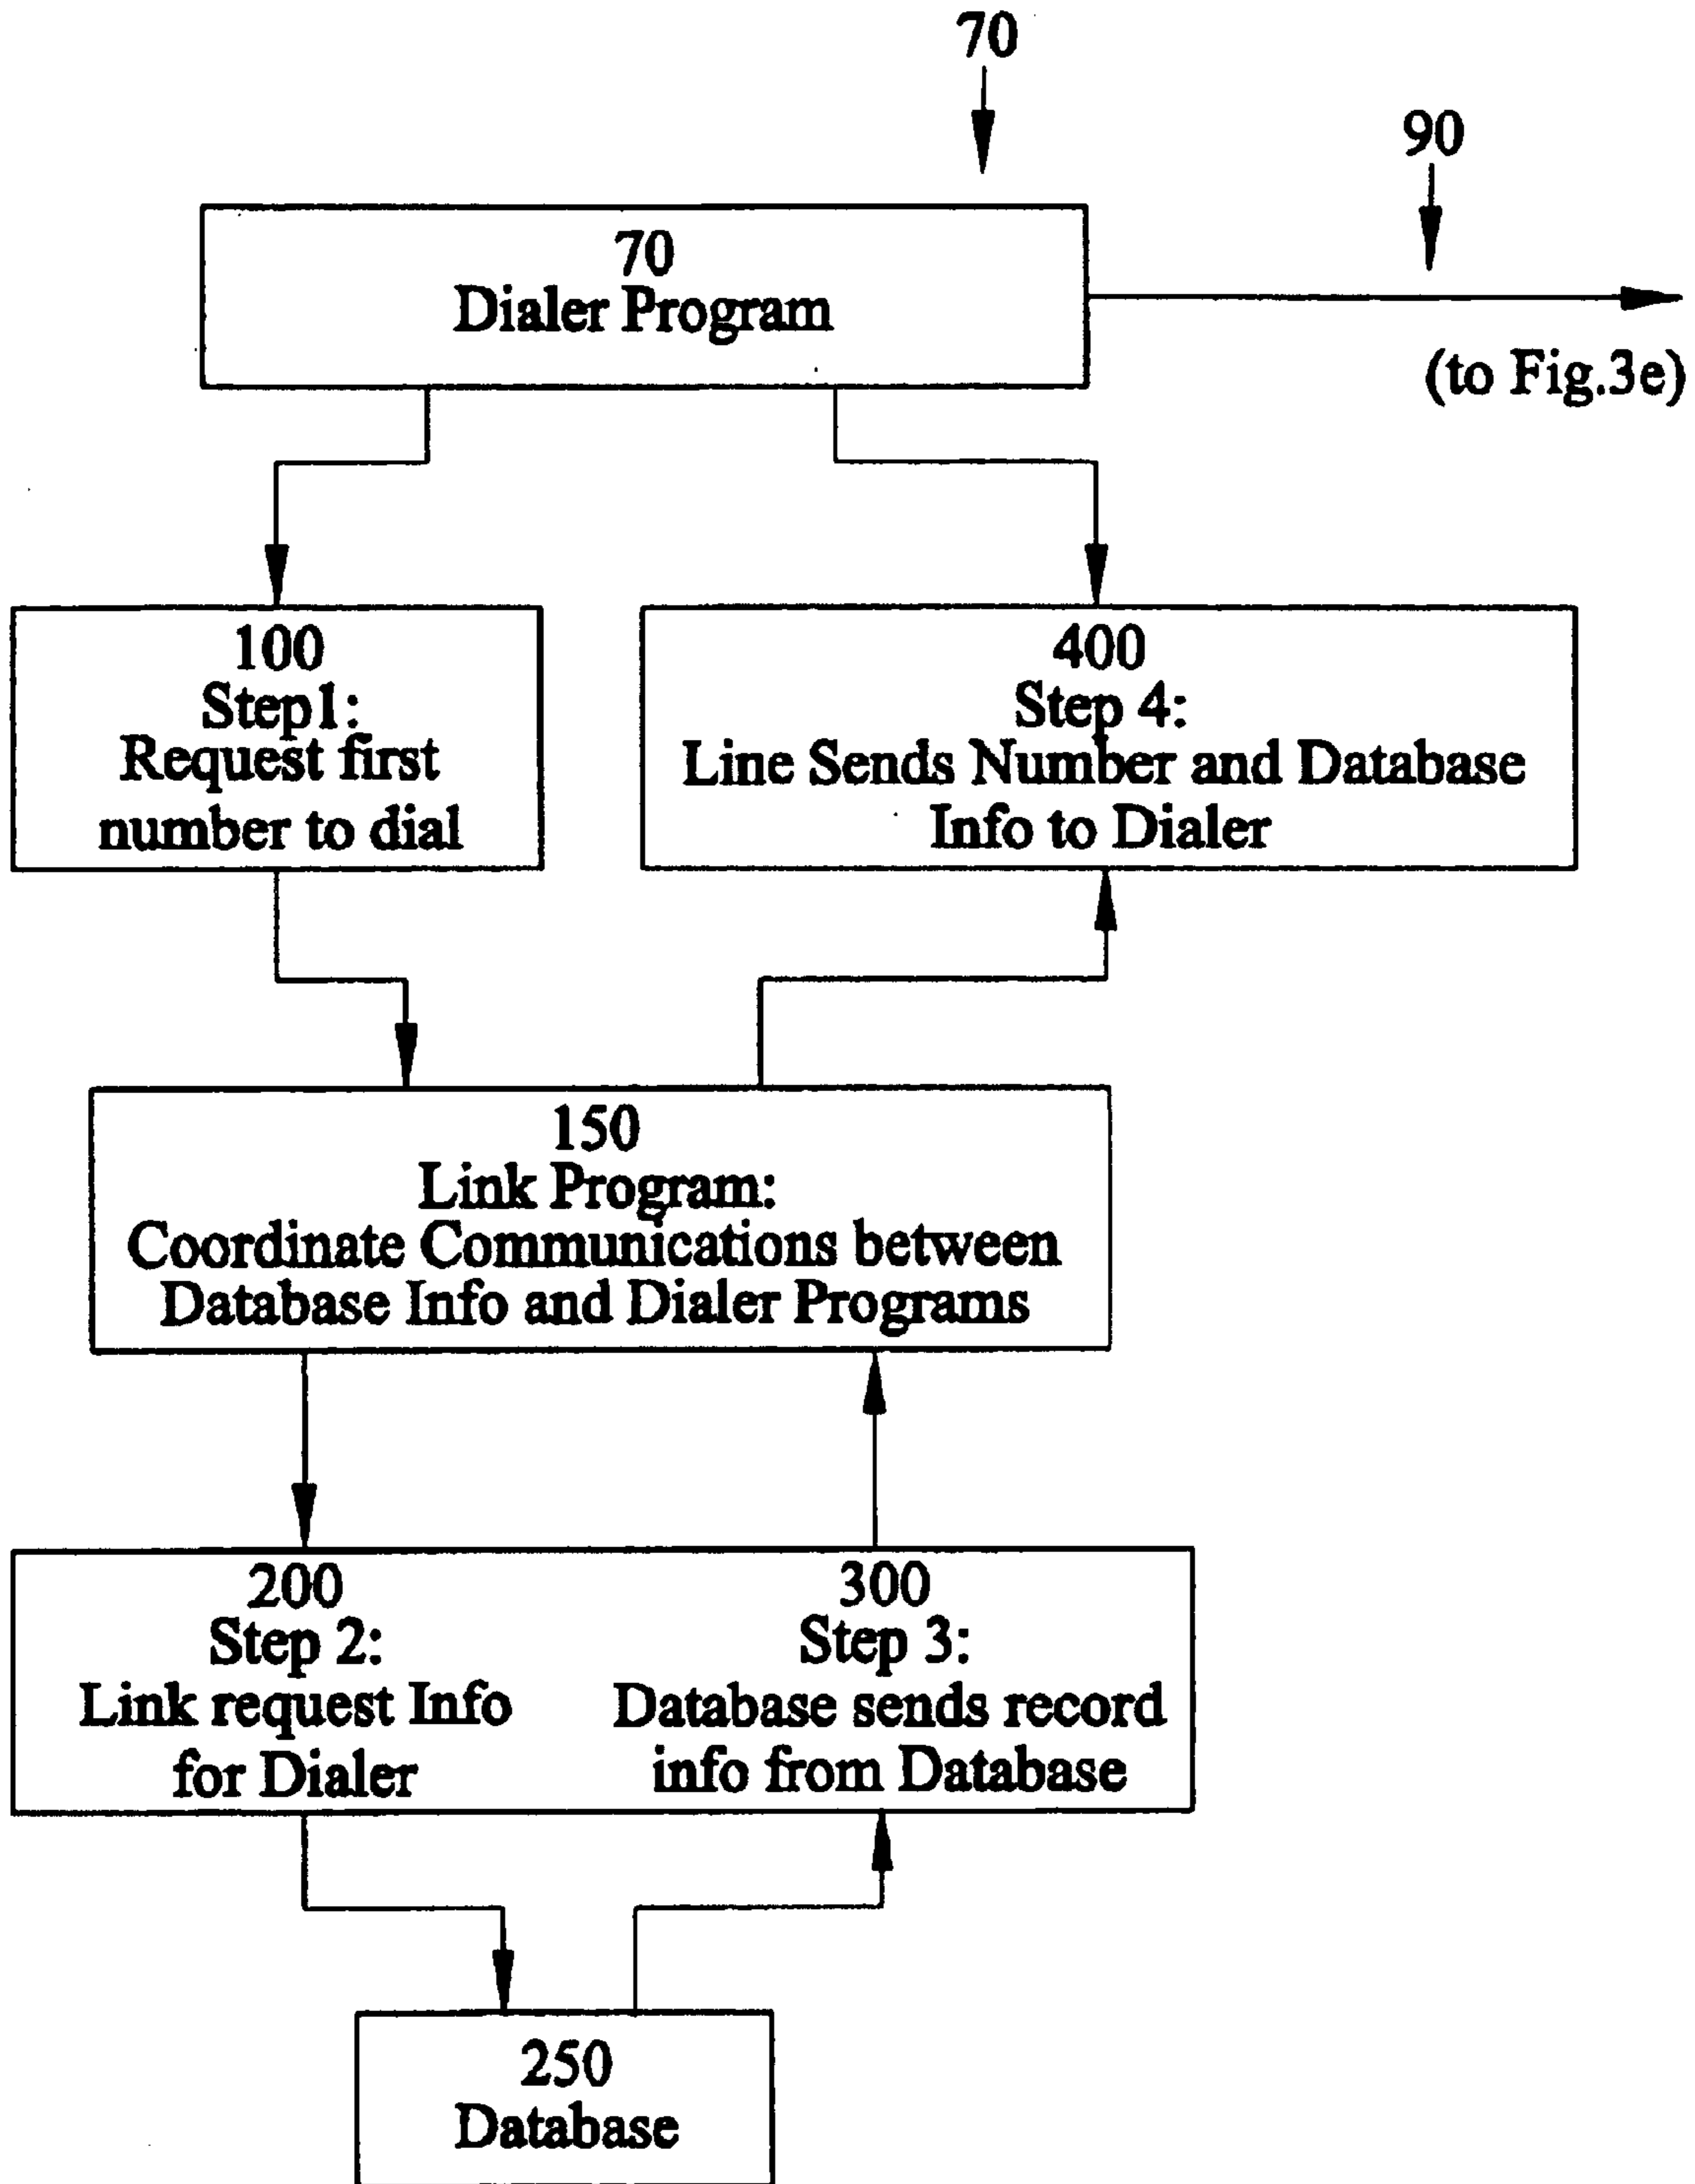 70
90
70
Dialer Program
(to Fig.3e)
100
Step1:
Request first
number to dial
400
Step 4:
Line Sends Number and Database
Info to Dialer
150
Link Program:
Coordinate Communications between
Database Info and Dialer Programs
200
Step 2:
Link request Info
for Dialer
300
Step 3:
Database sends record
info from Database
250
Database